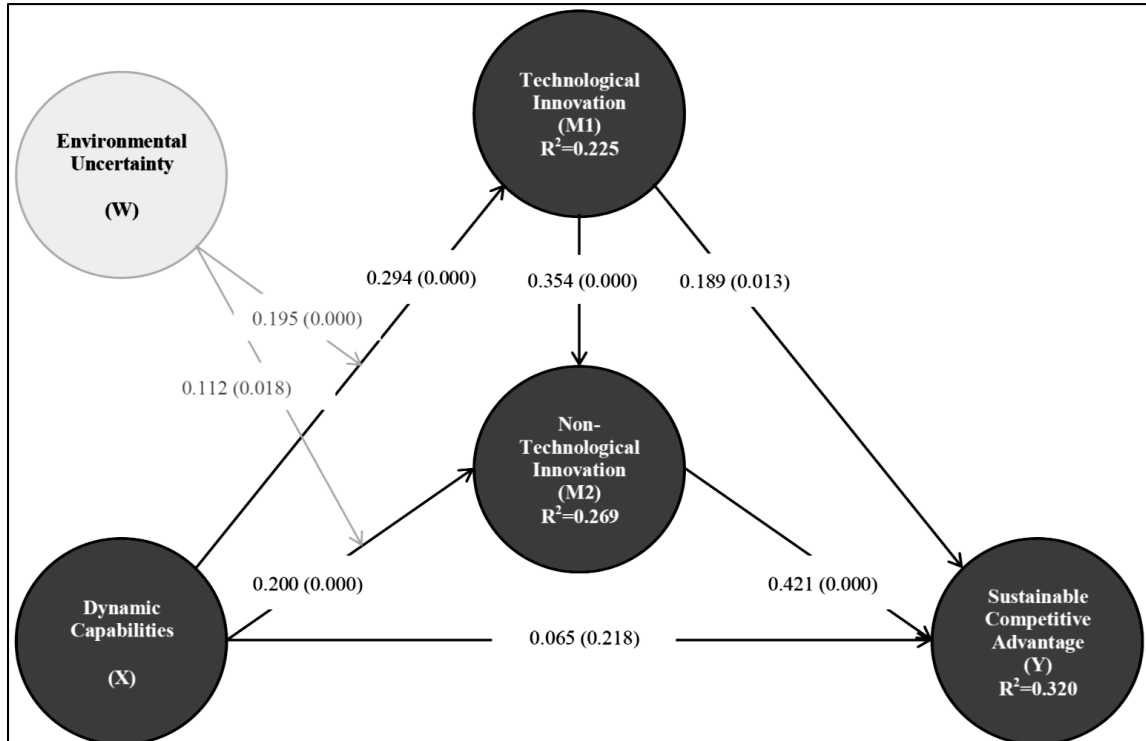 Technological
Innovation
(M1)
R²=0.225
Environmental
Uncertainty
(W)
0.294 (0.000)
0.354 (0.000)
0.189 (0.013)
0.195 (0.000)
0.112 (0.018)
Non-
Technological
Innovation
(M2)
R²=0.269
0.200 (0.000)
0.421 (0.000)
Dynamic
Capabilities
(X)
0.065 (0.218)
Sustainable
Competitive
Advantage
(Y)
R²=0.320